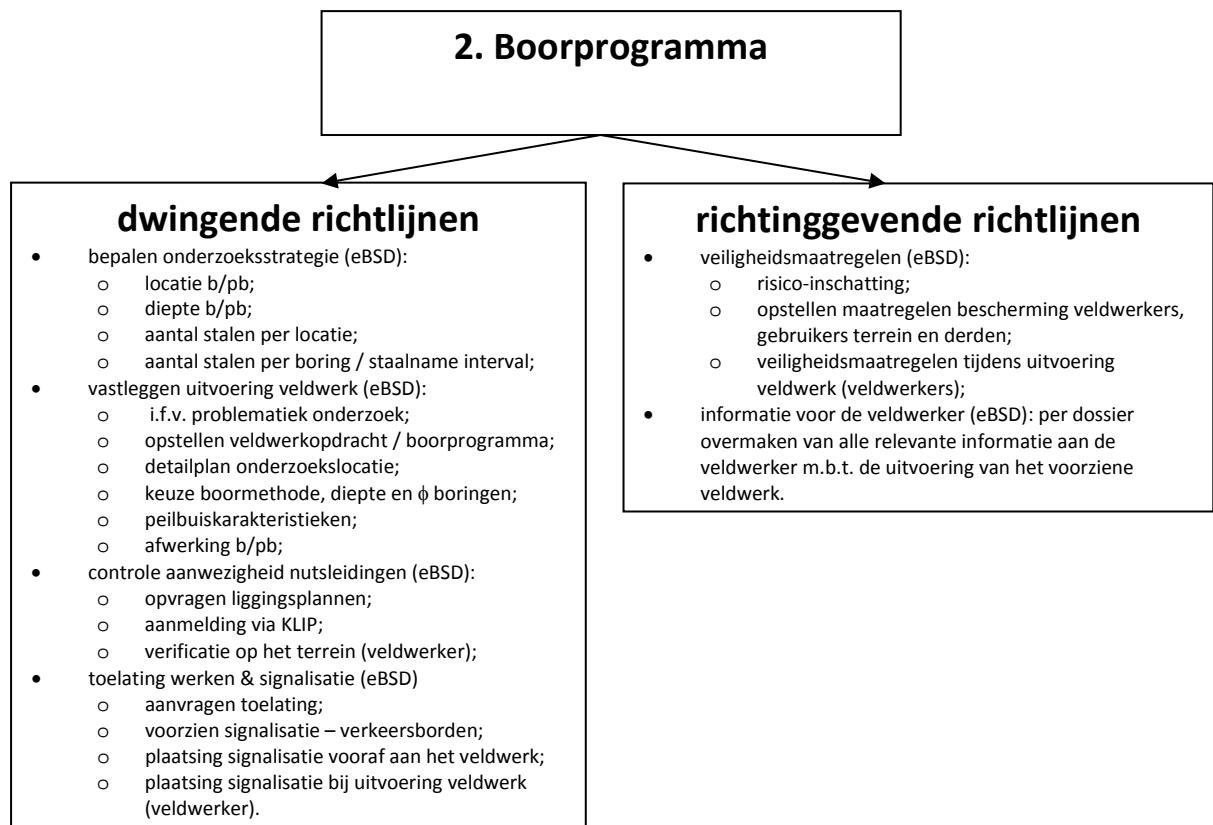 2. Boorprogramma
dwingende richtlijnen
• bepalen onderzoeksstrategie (eBSD):
o locatie b/pb;
o diepte b/pb;
o aantal stalen per locatie;
o aantal stalen per boring / staalname interval;
• vastleggen uitvoering veldwerk (eBSD):
o i.f.v. problematiek onderzoek;
o opstellen veldwerkopdracht / boorprogramma;
o detailplan onderzoekslocatie;
o keuze boormethode, diepte en ϕ boringen;
o peilbuiskarakteristieken;
o afwerking b/pb;
• controle aanwezigheid nutsleidingen (eBSD):
o opvragen liggingsplannen;
o aanmelding via KLIP;
o verificatie op het terrein (veldwerker);
• toelating werken & signalisatie (eBSD)
o aanvragen toelating;
o voorzien signalisatie – verkeersborden;
o plaatsing signalisatie vooraf aan het veldwerk;
o plaatsing signalisatie bij uitvoering veldwerk
(veldwerker).
richtinggevende richtlijnen
• veiligheidsmaatregelen (eBSD):
o risico-inschatting;
o opstellen maatregelen bescherming veldwerkers,
gebruikers terrein en derden;
o veiligheidsmaatregelen tijdens uitvoering
veldwerk (veldwerkers);
• informatie voor de veldwerker (eBSD): per dossier
overmaken van alle relevante informatie aan de
veldwerker m.b.t. de uitvoering van het voorziene
veldwerk.